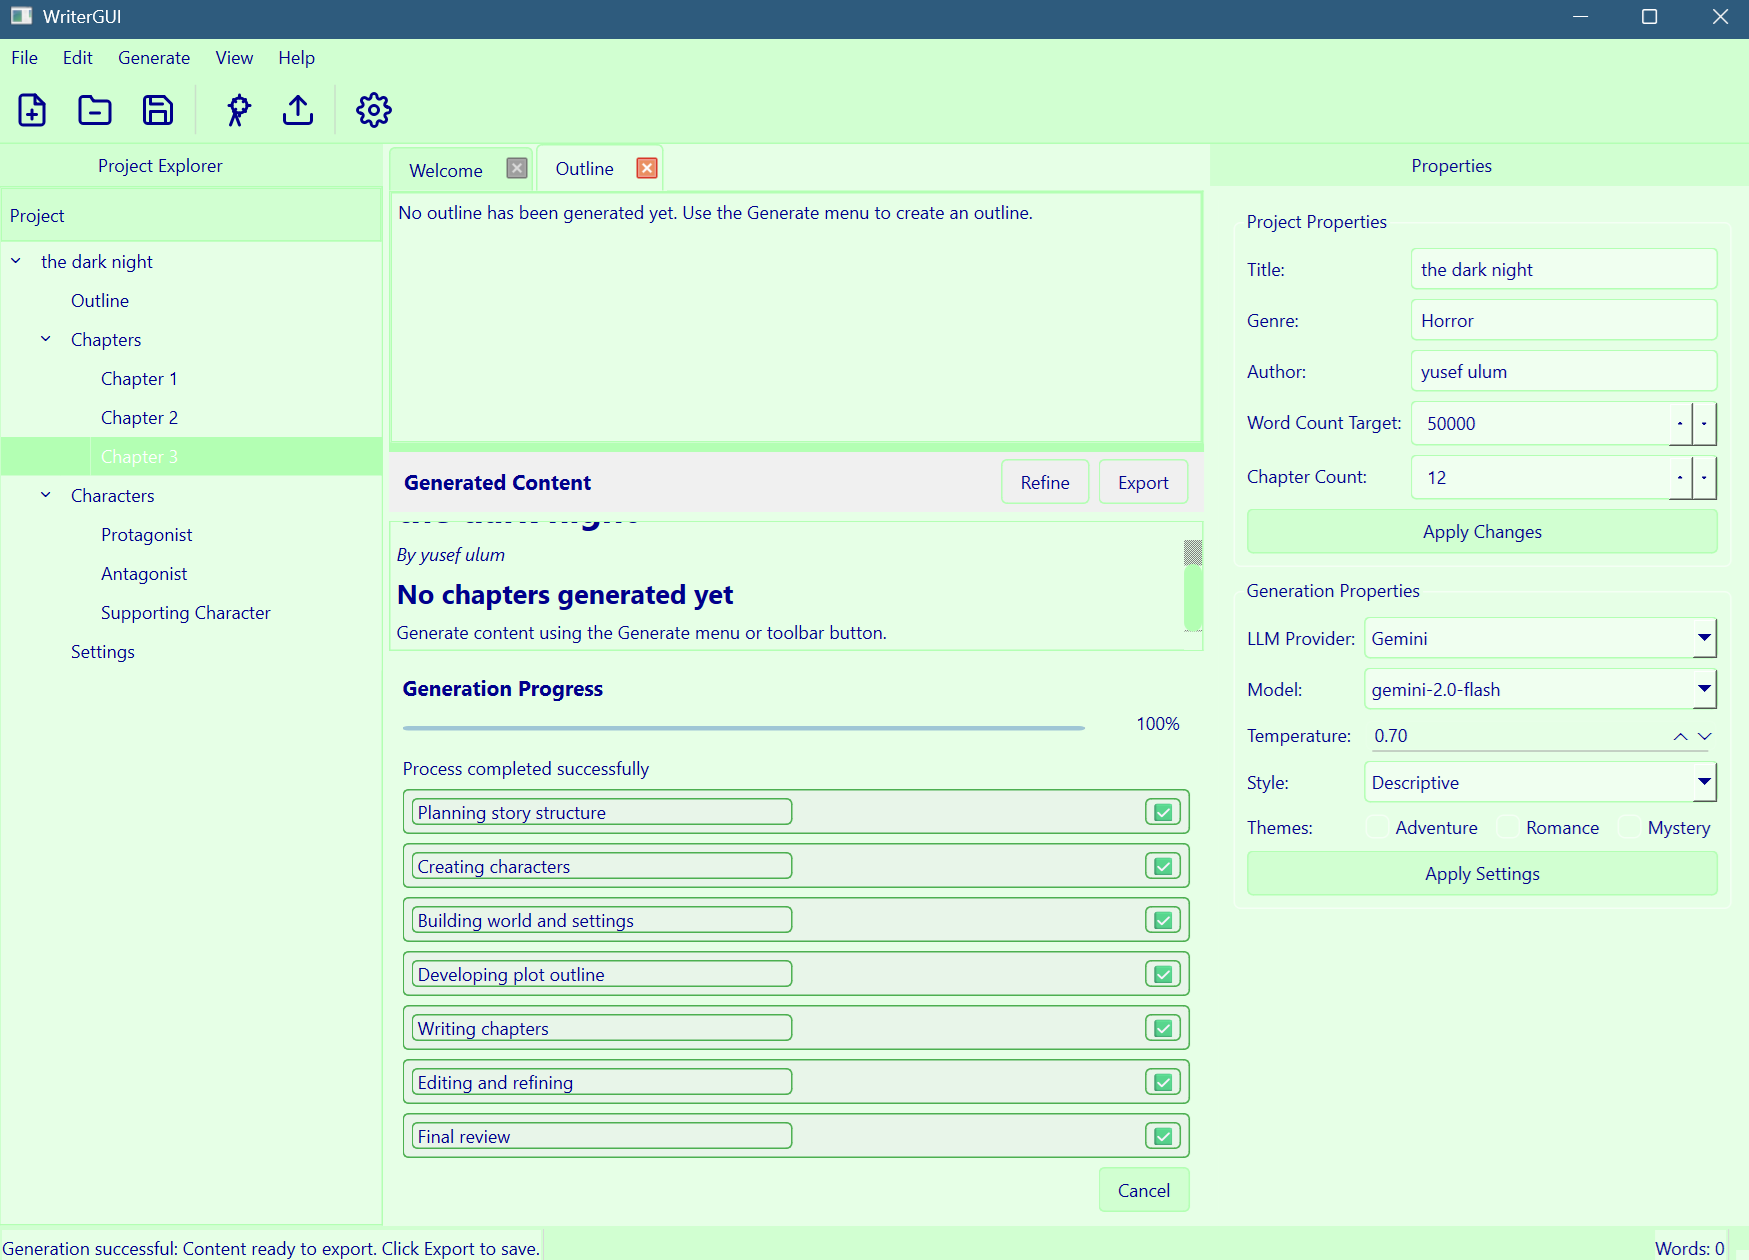 WriterGUI
File Edit Generate View Help
Project Explorer
Project
the dark night
Outline
Chapters
Chapter 1
Chapter 2
Chapter 3
Characters
Protagonist
Antagonist
Supporting Character
Settings
Welcome Outline
No outline has been generated yet. Use the Generate menu to create an outline.
Generated Content Refine Export
the dark night
By yusef ulum
No chapters generated yet
Generate content using the Generate menu or toolbar button.
Generation Progress
100%
Process completed successfully
Planning story structure
Creating characters
Building world and settings
Developing plot outline
Writing chapters
Editing and refining
Final review
Cancel
Properties
Project Properties
Title: the dark night
Genre: Horror
Author: yusef ulum
Word Count Target: 50000
Chapter Count: 12
Apply Changes
Generation Properties
LLM Provider: Gemini
Model: gemini-2.0-flash
Temperature: 0.70
Style: Descriptive
Themes: Adventure Romance Mystery
Apply Settings
Generation successful: Content ready to export. Click Export to save.
Words: 0